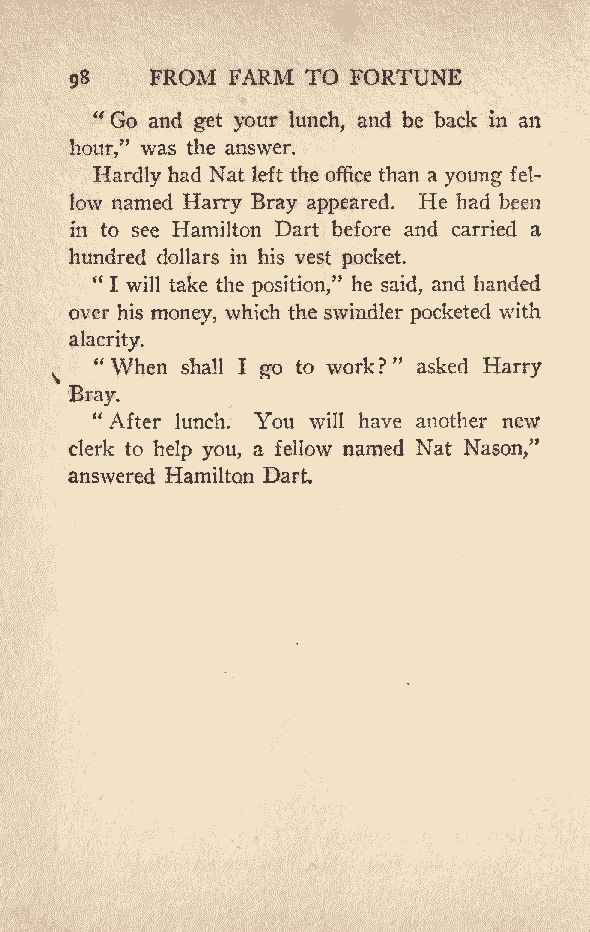 98 FROM FARM TO FORTUNE
“ Go and get your lunch, and be back in an
hour,” was the answer.
Hardly had Nat left the office than a young fel-
low named Harry Bray appeared. He had been
in to see Hamilton Dart before and carried a
hundred dollars in his vest pocket.
“ I will take the position,” he said, and handed
over his money, which the swindler pocketed with
alacrity.
“ When shall I go to work? ” asked Harry
Bray.
“ After lunch. You will have another new
clerk to help you, a fellow named Nat Nason,”
answered Hamilton Dart.